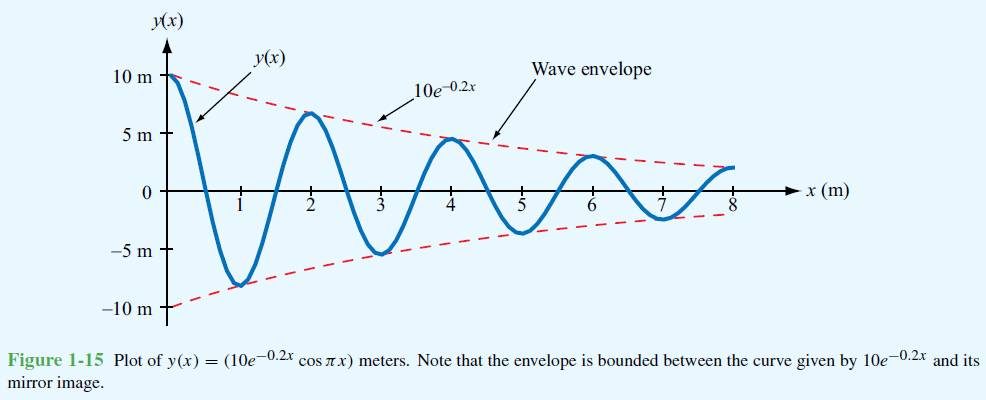 y(x)
y(x)
Wave envelope
10 m
10e^−0.2x
5 m
0
x (m)
1 2 3 4 5 6 7 8
−5 m
−10 m
Figure 1-15 Plot of y(x) = (10e^−0.2x cos πx) meters. Note that the envelope is bounded between the curve given by 10e^−0.2x and its
mirror image.